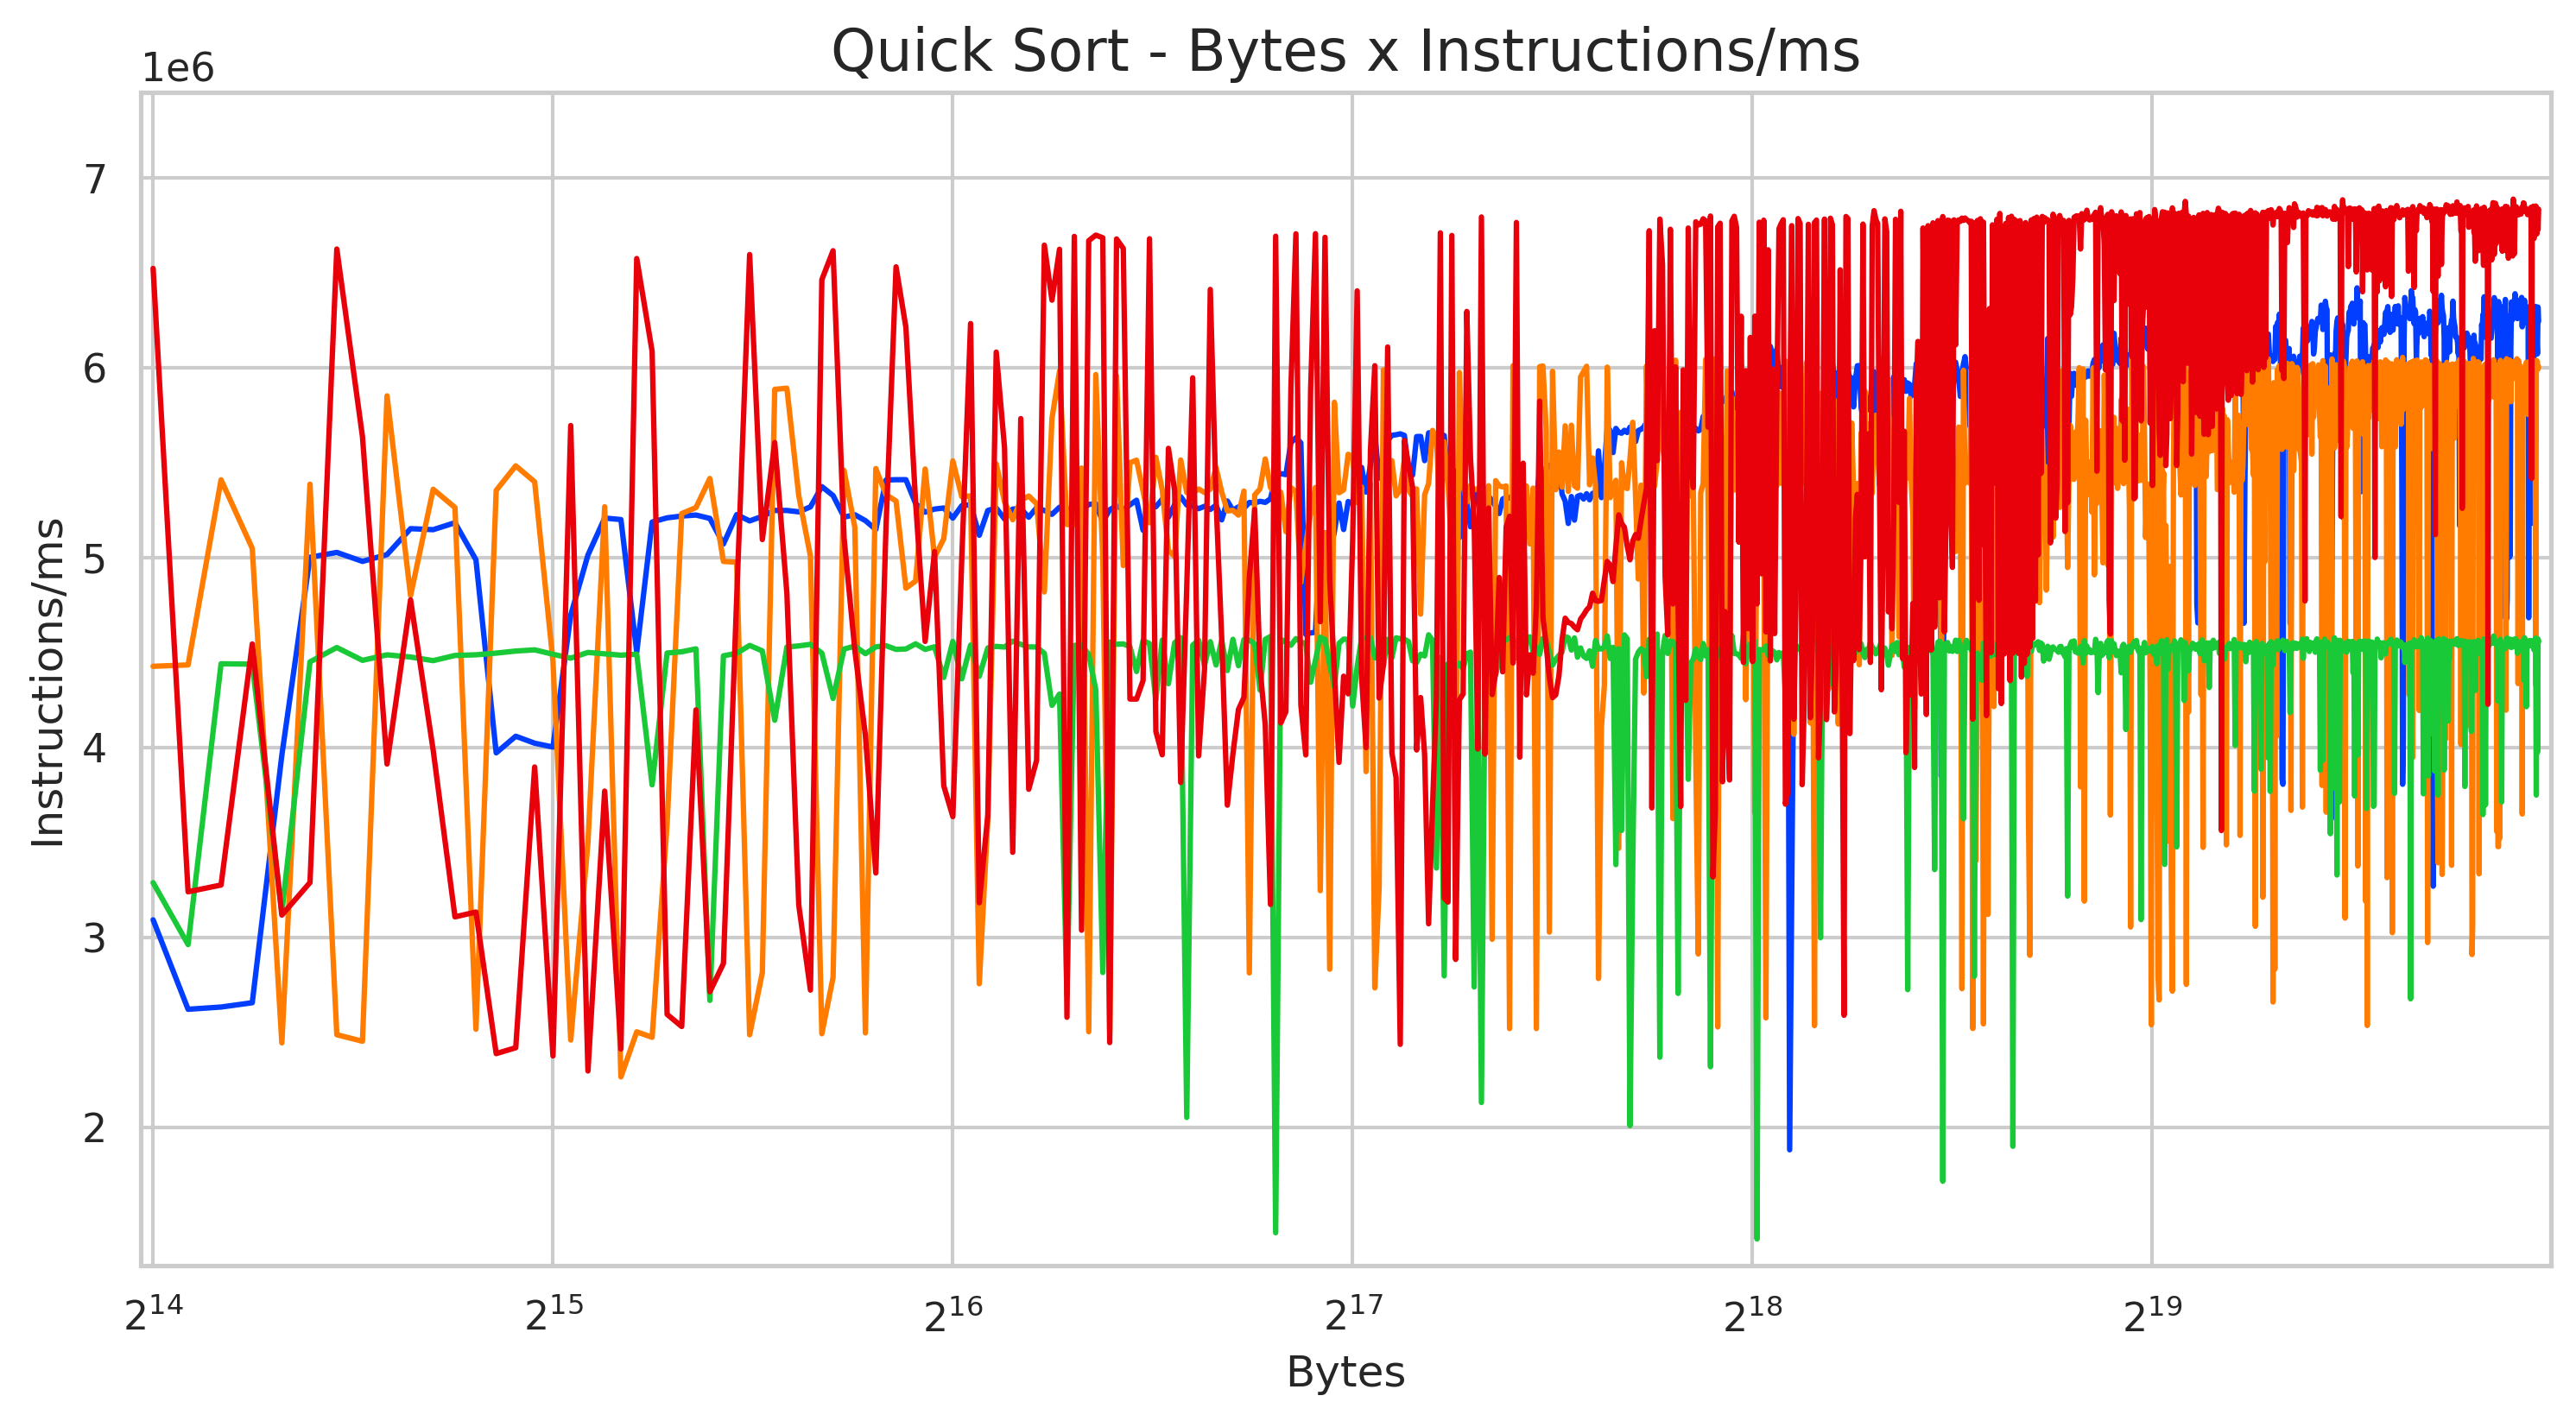 Quick Sort - Bytes x Instructions/ms
1e6
7
6
5
4
3
2
Instructions/ms
2^14 2^15 2^16 2^17 2^18 2^19
Bytes